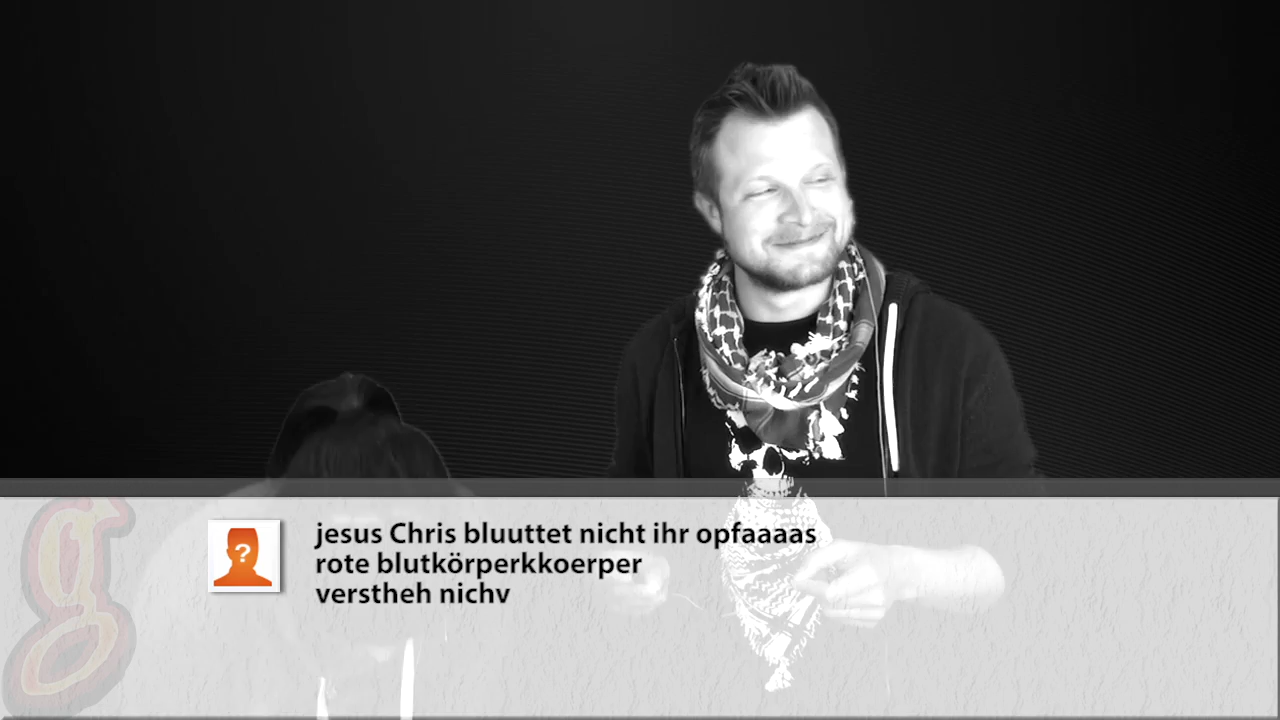 jesus Chris bluuttet nicht ihr opfaaaas
rote blutkörperkkoerper
verstheh nichv
g